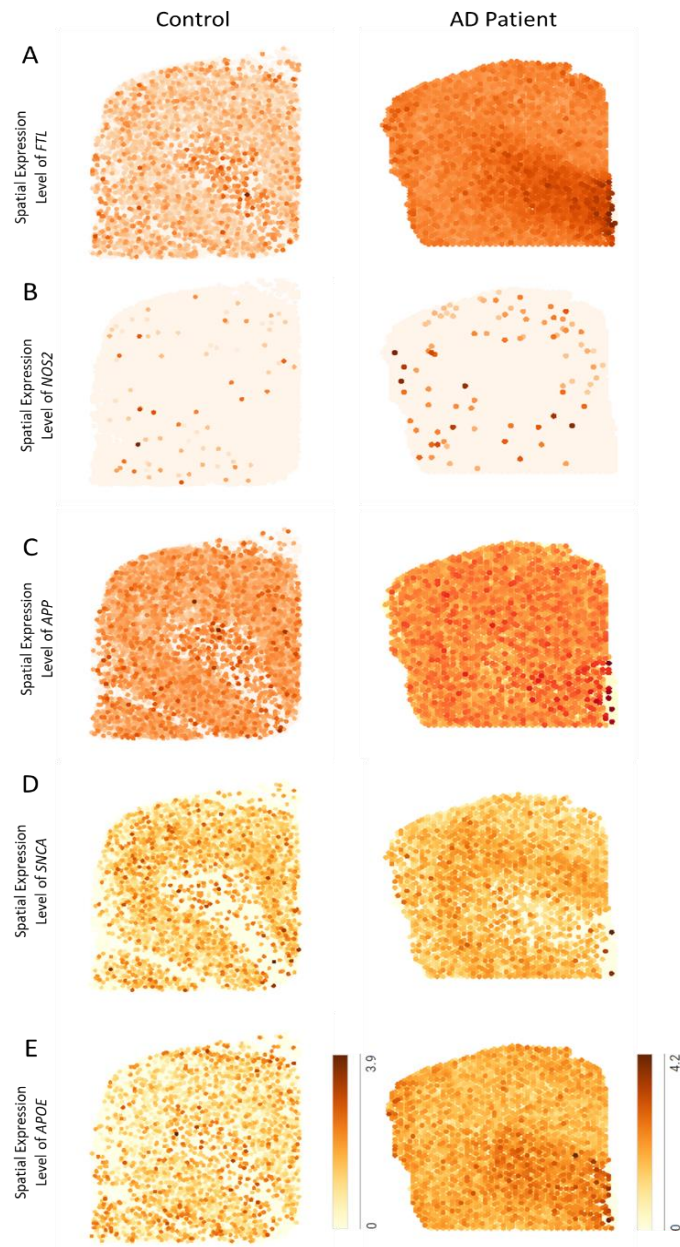 Control
AD Patient
A
Spatial Expression
Level of FTL
B
Spatial Expression
Level of NOS2
C
Spatial Expression
Level of APP
D
Spatial Expression
Level of SNCA
E
Spatial Expression
Level of APOE
3.9
0
4.2
0